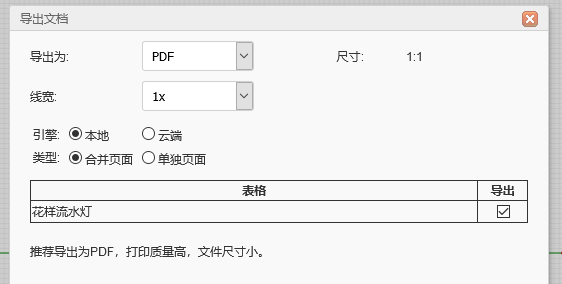 导出文档
导出为: PDF 尺寸: 1:1
线宽: 1x
引擎: 本地 云端
类型: 合并页面 单独页面
表格 导出
花样流水灯
推荐导出为PDF，打印质量高，文件尺寸小。